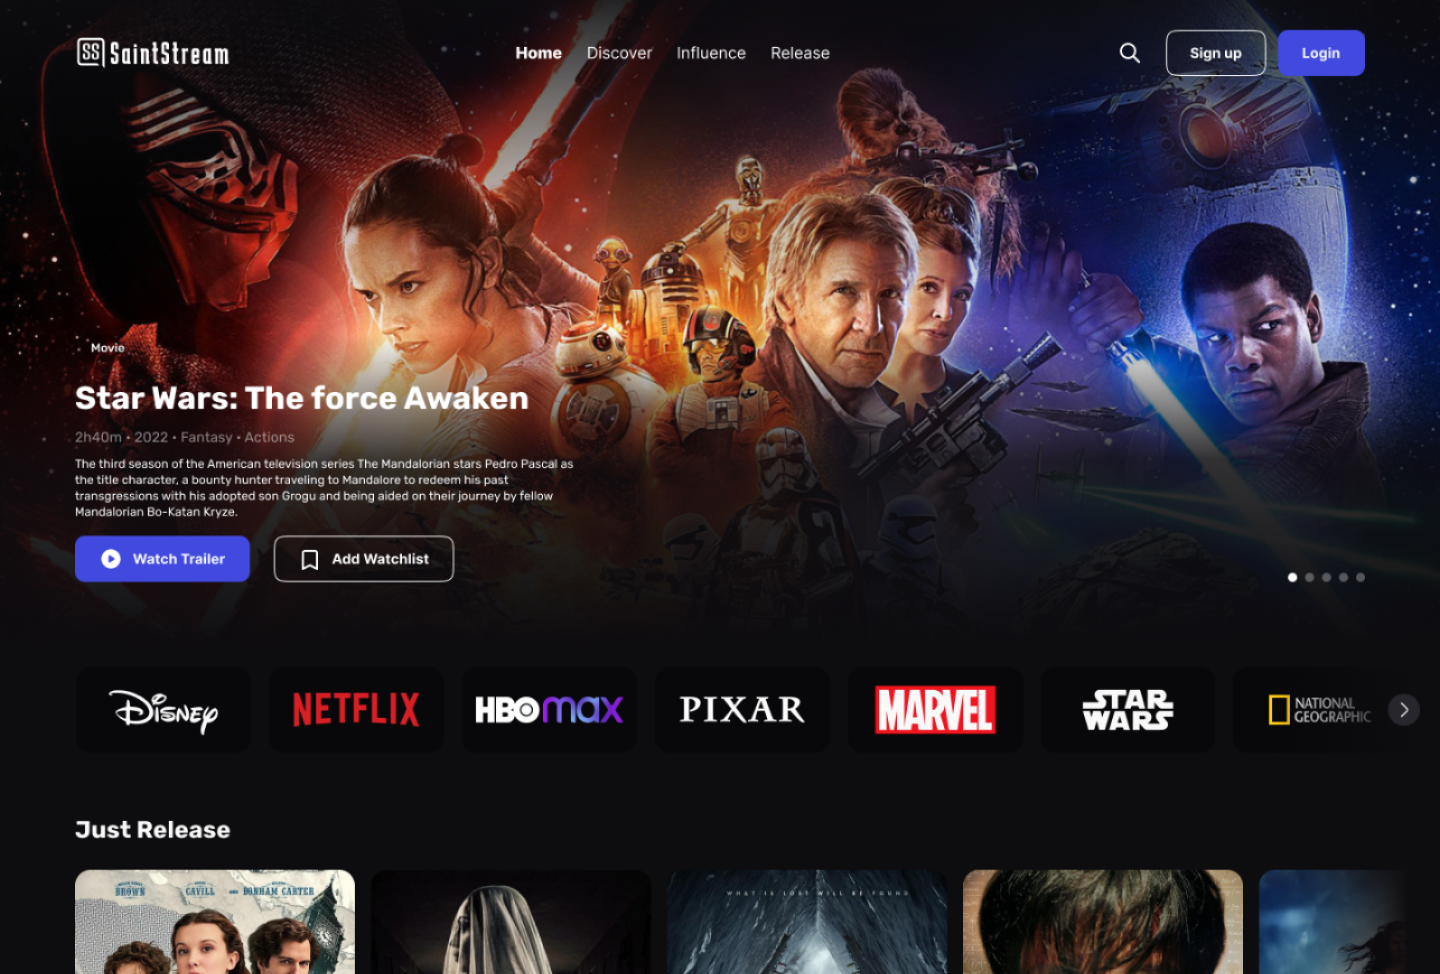 SS SaintStream
Home Discover Influence Release
Sign up Login
Movie
Star Wars: The force Awaken
2h40m • 2022 • Fantasy • Actions
The third season of the American television series The Mandalorian stars Pedro Pascal as
the title character, a bounty hunter traveling to Mandalore to redeem his past
transgressions with his adopted son Grogu and being aided on their journey by fellow
Mandalorian Bo-Katan Kryze.
Watch Trailer Add Watchlist
Disney
NETFLIX
HBO max
PIXAR
MARVEL
STAR
WARS
NATIONAL
GEOGRAPHIC
Just Release
BROWN CAVILL AND BONHAM CARTER
WHAT IS LOST WILL BE FOUND